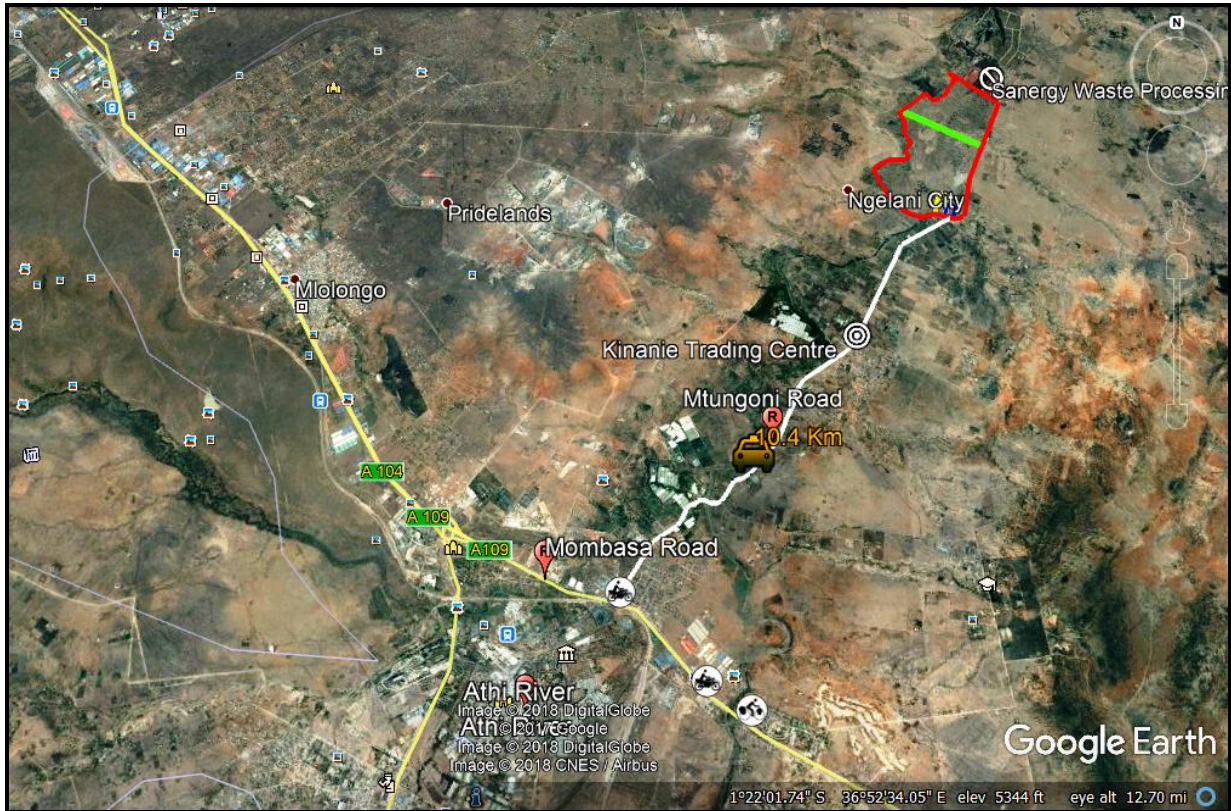 N
Sanergy Waste Processin
Ngelani City
Pridelands
Mlolongo
Kinanie Trading Centre
Mtungoni Road
R
10.4 Km
A 104
A 109
A109
Mombasa Road
Athi River
Image © 2018 DigitalGlobe
© 2017 Google
Image © 2018 DigitalGlobe
Image © 2018 CNES / Airbus
Google Earth
1°22'01.74" S 36°52'34.05" E elev 5344 ft eye alt 12.70 mi